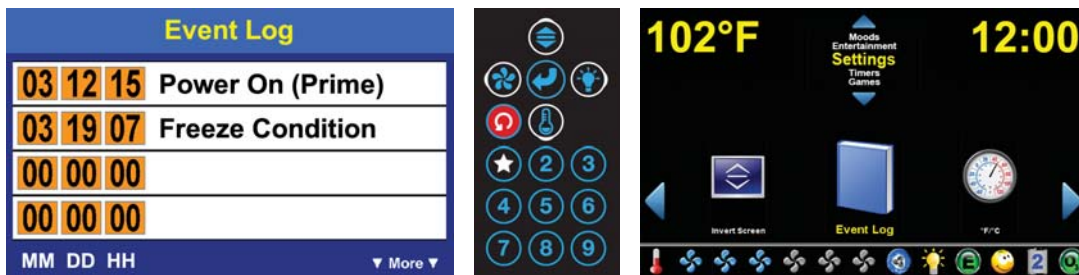 Event Log
03 12 15 Power On (Prime)
03 19 07 Freeze Condition
00 00 00
00 00 00
MM DD HH ▼ More ▼
2 3
4 5 6
7 8 9
102°F
Moods
Entertainment
Settings
Timers
Games
12:00
Invert Screen
Event Log
°F/°C
E 2